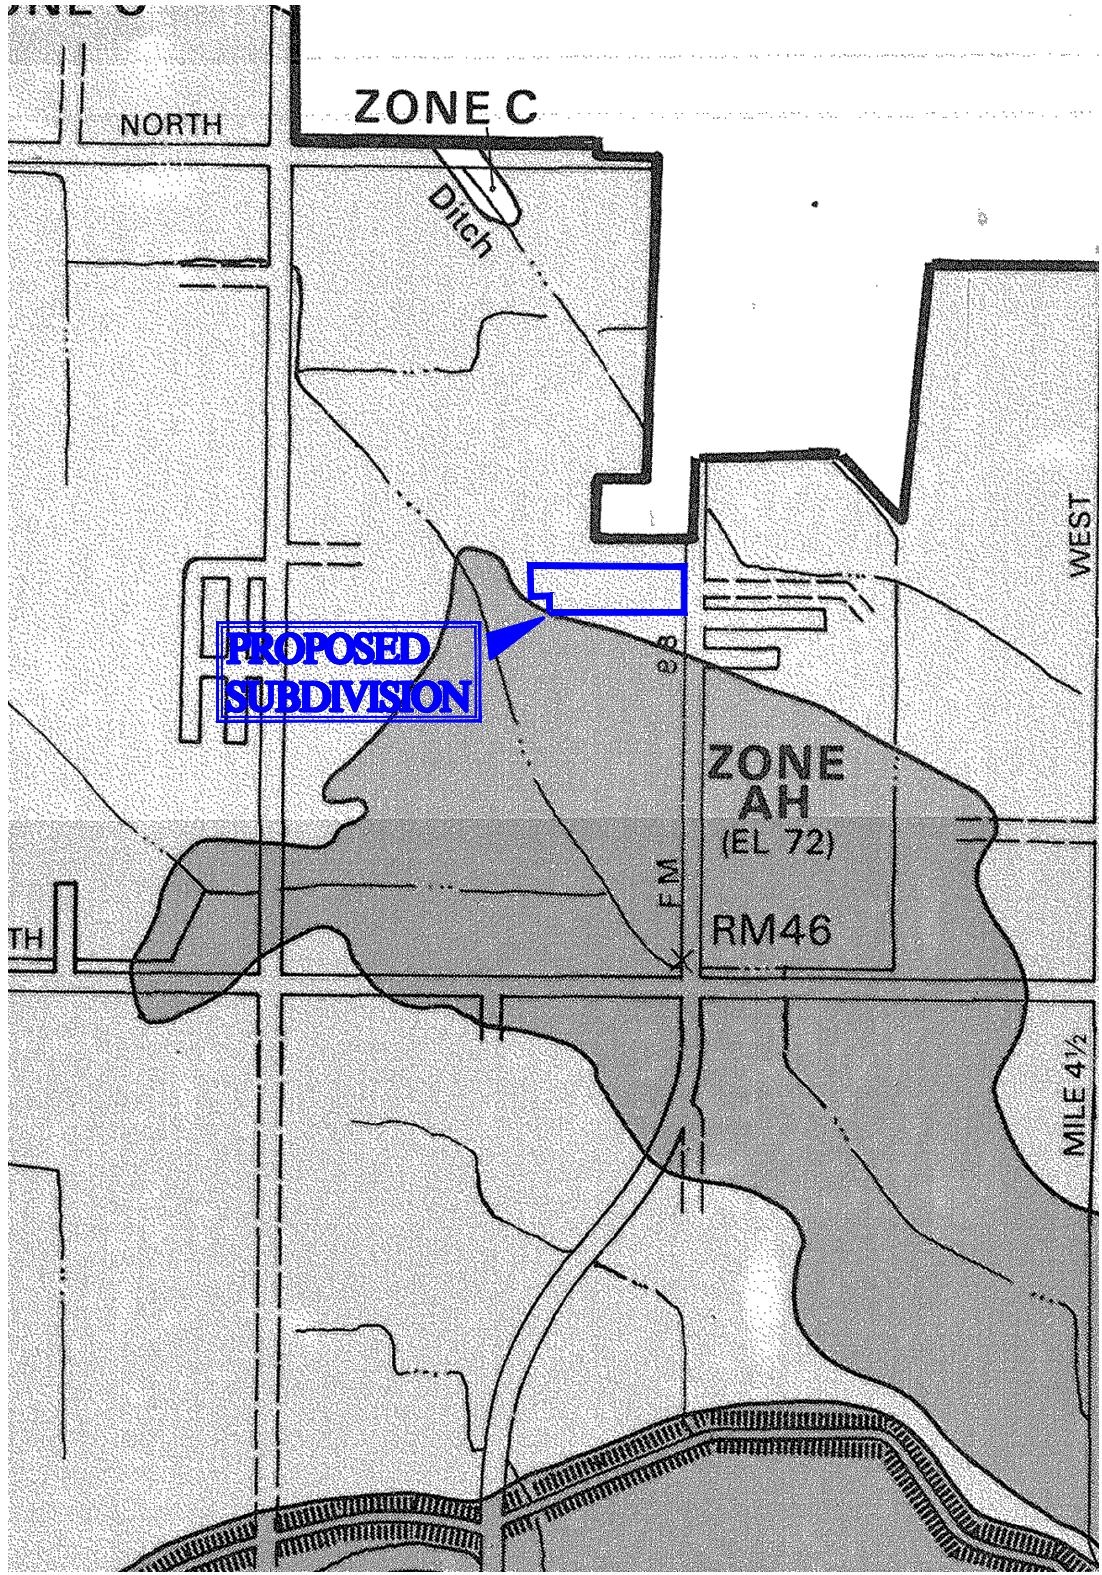 ZONE C
NORTH
Ditch
WEST
PROPOSED
SUBDIVISION
88
ZONE
AH
(EL 72)
FM
RM46
TH
MILE 4½